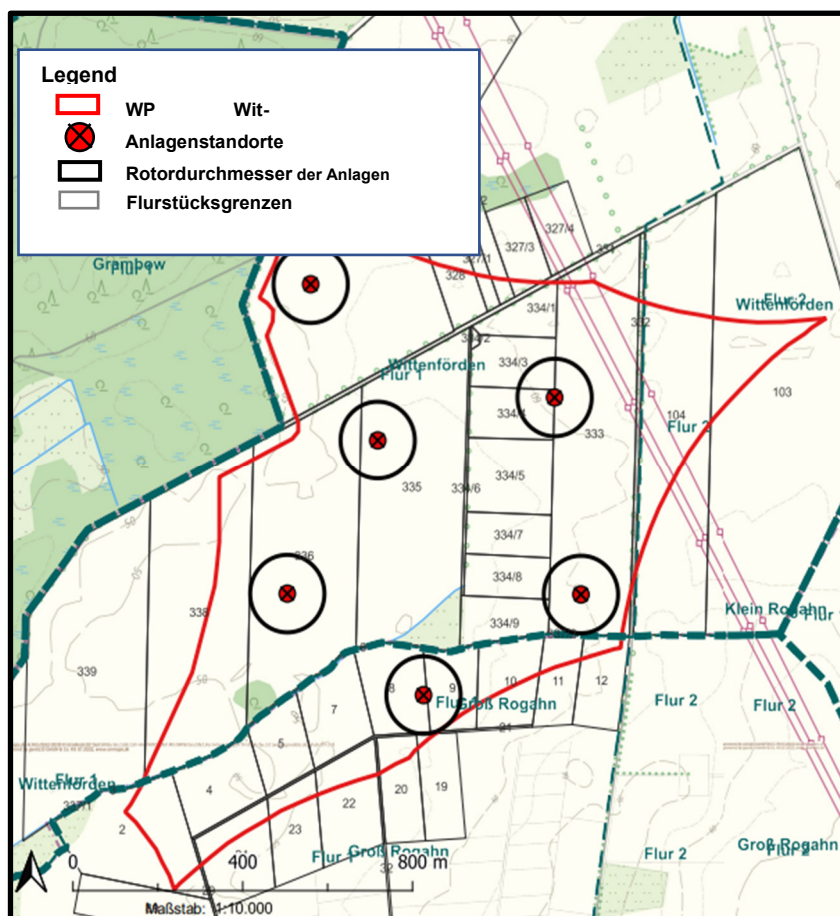 Legend
WP Wit-
Anlagenstandorte
Rotordurchmesser der Anlagen
Flurstücksgrenzen
Grambow
Flur 1
327/4
327/3
327/1
328
334/1
332
Flur 2
Wittenförden
334/2
Wittenförden
Flur 1
334/3
103
104
Flur 2
333
335
334/5
334/6
334/7
336
334/8
338
334/9
Klein Rogahn
Flur
339
8
9
10
11
12
Groß Rogahn
Flur 2
Flur 2
7
21
5
Flur 1
Wittenförden
4
22
20
19
2
23
Flur 1
Groß Rogahn
Flur 2
Groß Rogahn
Flur 2
32
0
400
800 m
Maßstab: 1:10.000